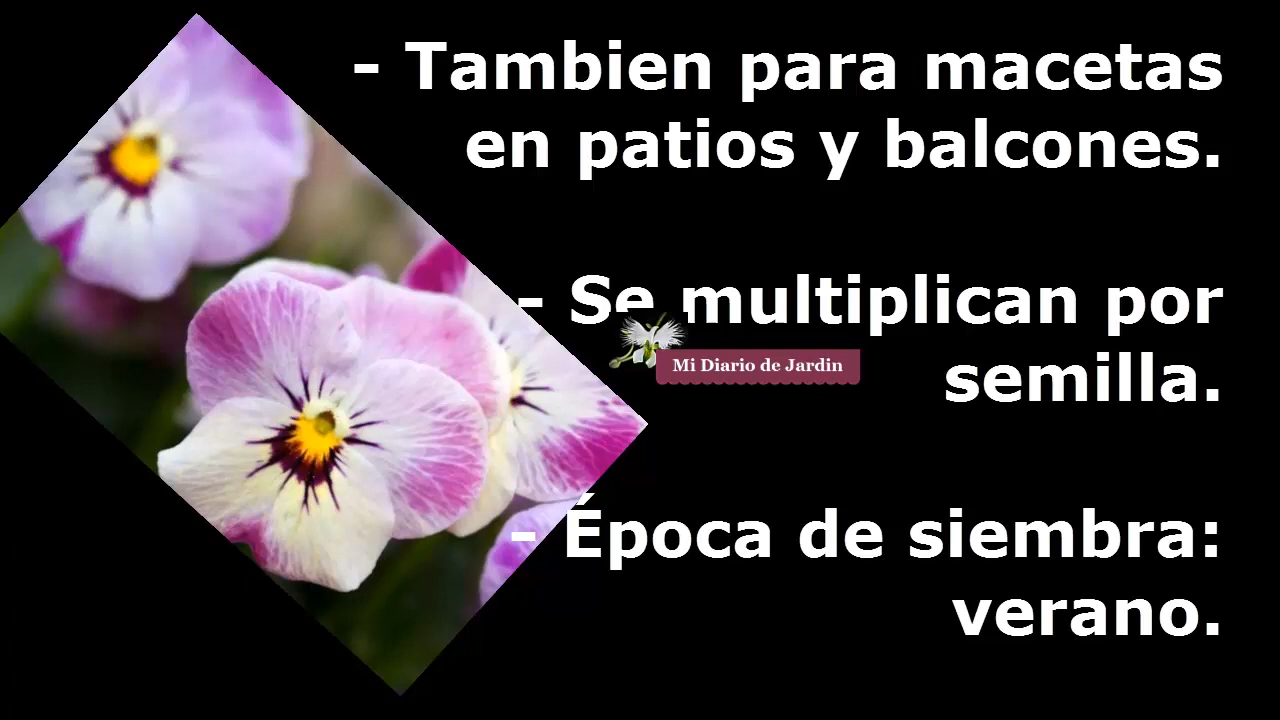 - Tambien para macetas
en patios y balcones.
- Se multiplican por
Mi Diario de Jardin
semilla.
- Época de siembra:
verano.